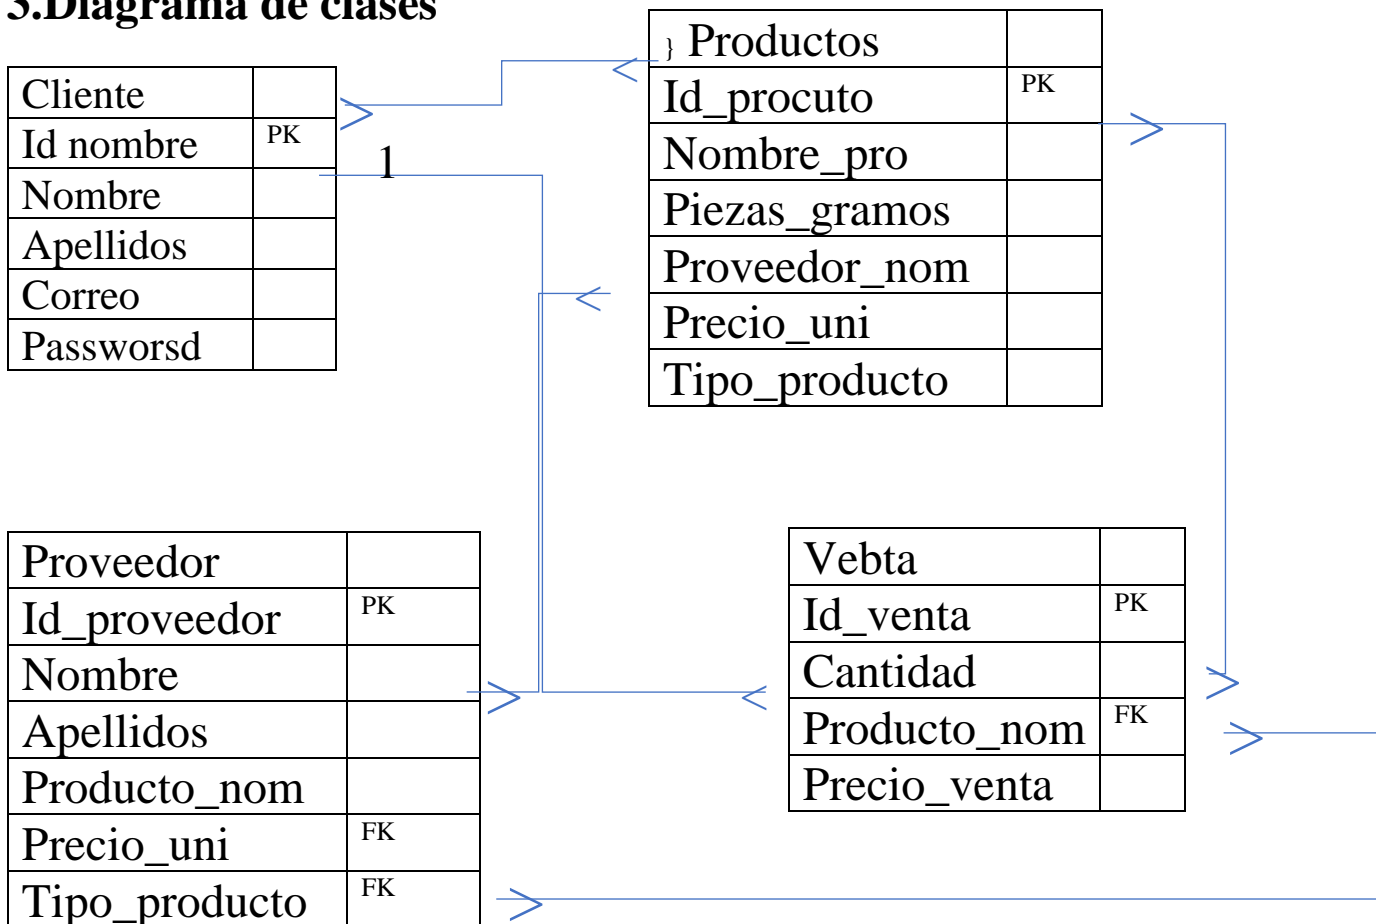 3.Diagrama de clases
Cliente
Id nombre PK
Nombre
Apellidos
Correo
Passworsd
1
} Productos
Id_procuto PK
Nombre_pro
Piezas_gramos
Proveedor_nom
Precio_uni
Tipo_producto
Proveedor
Id_proveedor PK
Nombre
Apellidos
Producto_nom
Precio_uni FK
Tipo_producto FK
Vebta
Id_venta PK
Cantidad
Producto_nom FK
Precio_venta